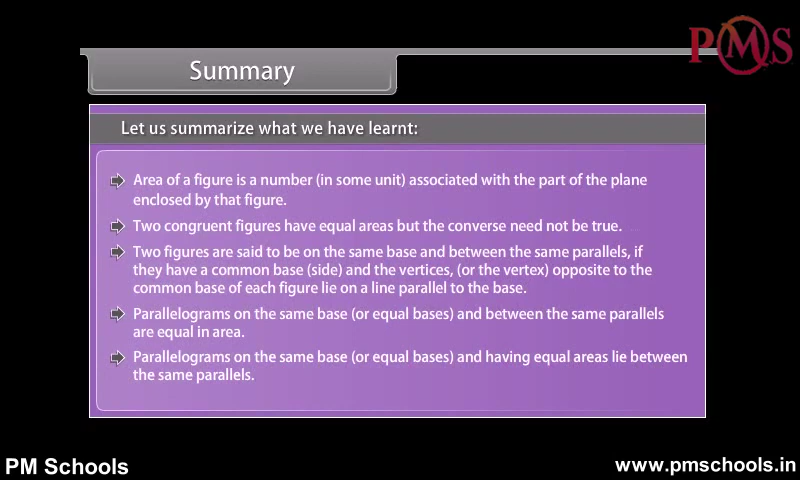 PMS
Summary
Let us summarize what we have learnt:
Area of a figure is a number (in some unit) associated with the part of the plane
enclosed by that figure.
Two congruent figures have equal areas but the converse need not be true.
Two figures are said to be on the same base and between the same parallels, if
they have a common base (side) and the vertices, (or the vertex) opposite to the
common base of each figure lie on a line parallel to the base.
Parallelograms on the same base (or equal bases) and between the same parallels
are equal in area.
Parallelograms on the same base (or equal bases) and having equal areas lie between
the same parallels.
PM Schools
www.pmschools.in